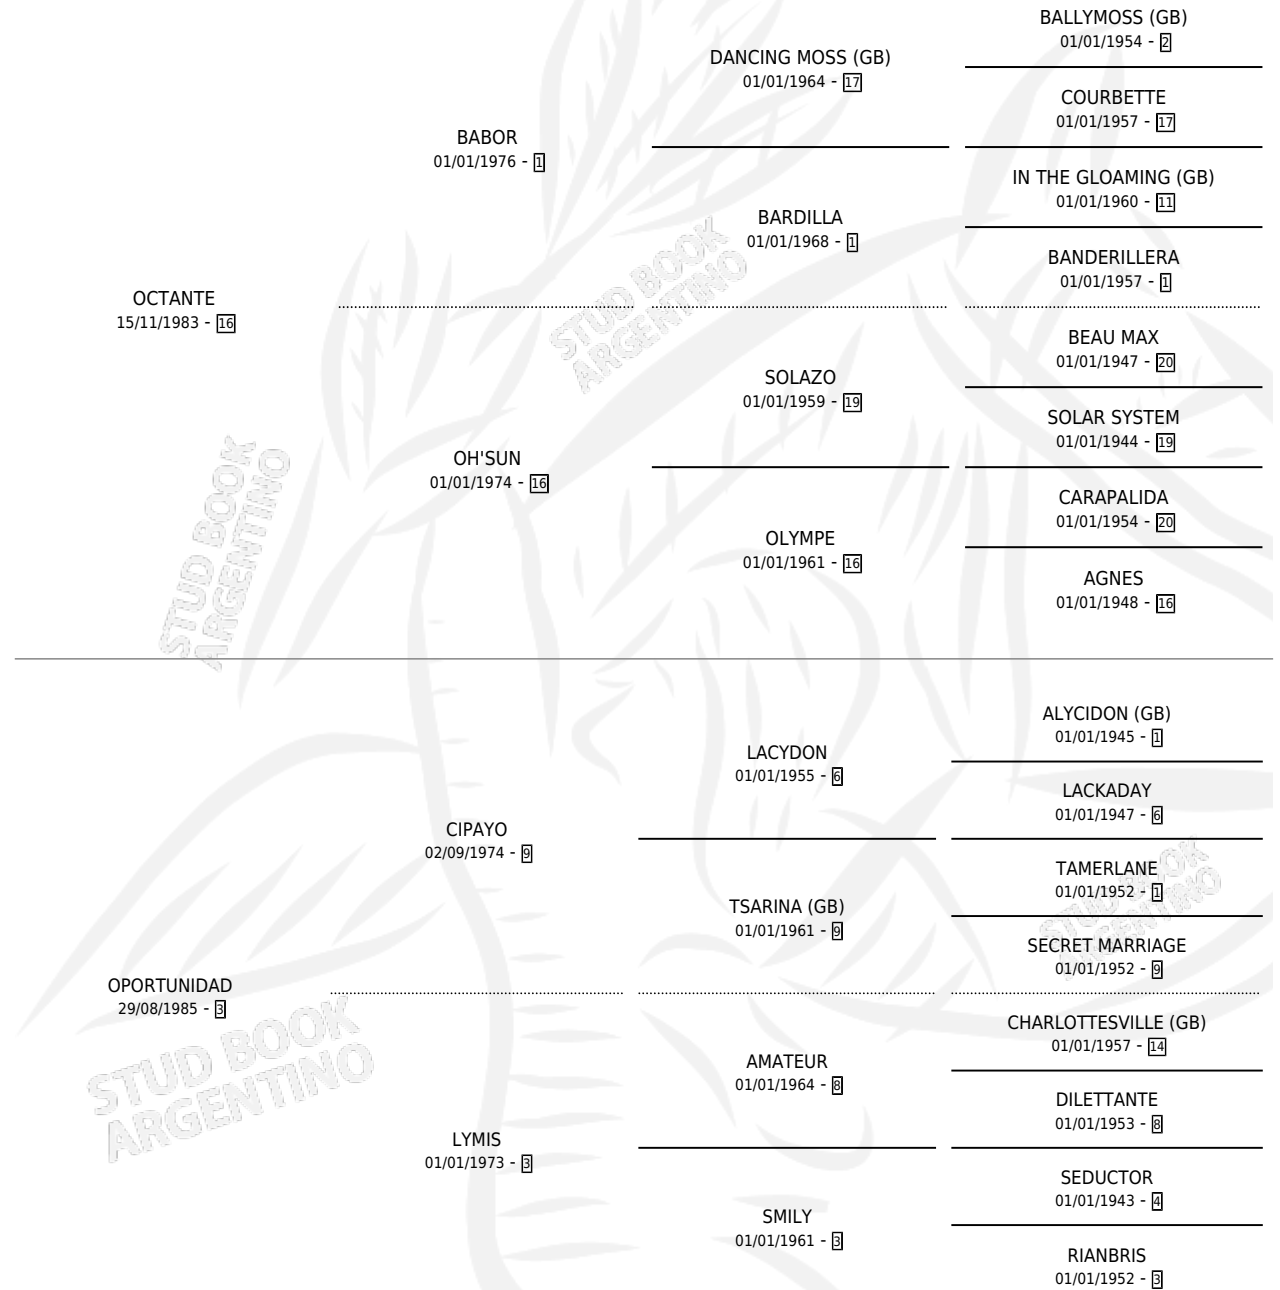 BALLYMOSS (GB)
01/01/1954 - 2
DANCING MOSS (GB)
01/01/1964 - 17
COURBETTE
01/01/1957 - 17
BABOR
01/01/1976 - 1
IN THE GLOAMING (GB)
01/01/1960 - 11
BARDILLA
01/01/1968 - 1
BANDERILLERA
01/01/1957 - 1
OCTANTE
15/11/1983 - 16
BEAU MAX
01/01/1947 - 20
SOLAZO
01/01/1959 - 19
SOLAR SYSTEM
01/01/1944 - 19
OH'SUN
01/01/1974 - 16
CARAPALIDA
01/01/1954 - 20
OLYMPE
01/01/1961 - 16
AGNES
01/01/1948 - 16
STUD BOOK
ARGENTINO
STUD BOOK
ARGENTINO
ALYCIDON (GB)
01/01/1945 - 1
LACYDON
01/01/1955 - 6
LACKADAY
01/01/1947 - 6
CIPAYO
02/09/1974 - 9
TAMERLANE
01/01/1952 - 1
TSARINA (GB)
01/01/1961 - 9
SECRET MARRIAGE
01/01/1952 - 9
OPORTUNIDAD
29/08/1985 - 3
CHARLOTTESVILLE (GB)
01/01/1957 - 14
AMATEUR
01/01/1964 - 8
DILETTANTE
01/01/1953 - 8
LYMIS
01/01/1973 - 3
SEDUCTOR
01/01/1943 - 4
SMILY
01/01/1961 - 3
RIANBRIS
01/01/1952 - 3
STUD BOOK
ARGENTINO
STUD BOOK
ARGENTINO